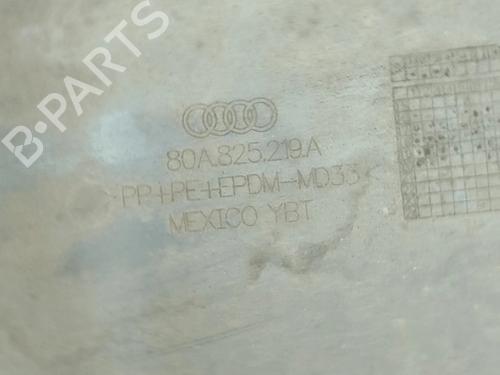 B-PARTS
80A.825.219.A
PP+PE+EPDM-MD33
MEXICO YBT